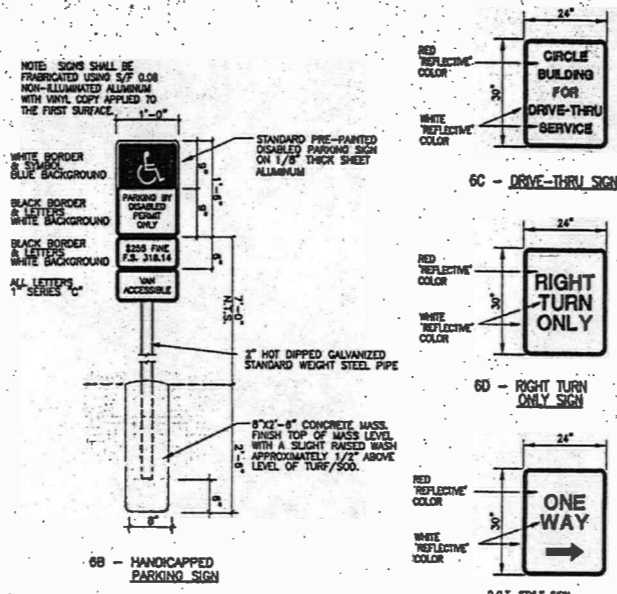 NOTE: SIGNS SHALL BE
FRABRICATED USING S/F 0.08
NON-ILLUMINATED ALUMINUM
WITH VINYL COPY APPLIED TO
THE FIRST SURFACE.
1'-0"
WHITE BORDER
& SYMBOL
BLUE BACKGROUND
BLACK BORDER
& LETTERS
WHITE BACKGROUND
BLACK BORDER
& LETTERS
WHITE BACKGROUND
ALL LETTERS
1" SERIES "C"
PARKING BY
DISABLED
PERMIT
ONLY
$255 FINE
F.S. 318.14
VAN
ACCESSIBLE
9"
9"
1'-6"
6"
7'-0"
N.T.S.
STANDARD PRE-PAINTED
DISABLED PARKING SIGN
ON 1/8" THICK SHEET
ALUMINUM
2" HOT DIPPED GALVANIZED
STANDARD WEIGHT STEEL PIPE
8"X2'-6" CONCRETE MASS.
FINISH TOP OF MASS LEVEL
WITH A SLIGHT RAISED WASH
APPROXIMATELY 1/2" ABOVE
LEVEL OF TURF/SOD.
2'-6"
6"
8"
6B - HANDICAPPED
PARKING SIGN
24"
30"
RED
"REFLECTIVE"
COLOR
WHITE
"REFLECTIVE"
COLOR
CIRCLE
BUILDING
FOR
DRIVE-THRU
SERVICE
6C - DRIVE-THRU SIGN
24"
30"
RED
"REFLECTIVE"
COLOR
WHITE
"REFLECTIVE"
COLOR
RIGHT
TURN
ONLY
6D - RIGHT TURN
ONLY SIGN
24"
30"
RED
"REFLECTIVE"
COLOR
WHITE
"REFLECTIVE"
COLOR
ONE
WAY